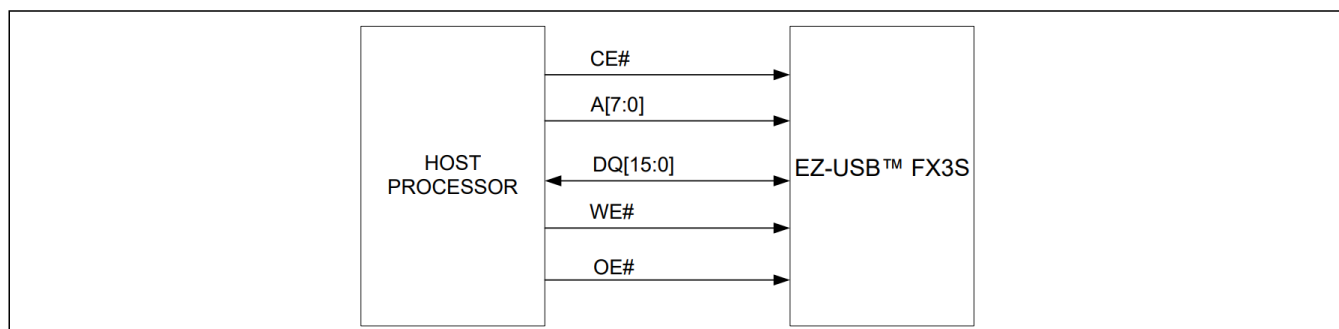 HOST
PROCESSOR
CE#
A[7:0]
DQ[15:0]
WE#
OE#
EZ-USB™ FX3S